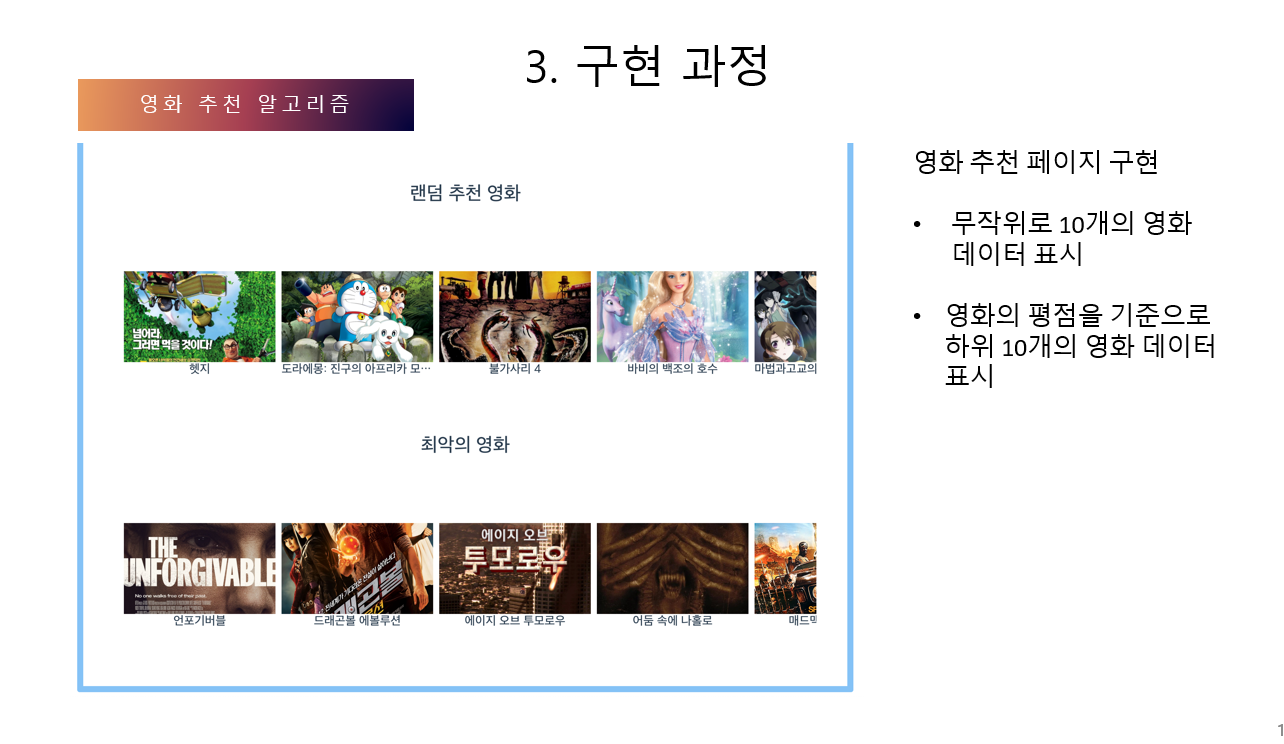 3. 구현 과정
영화 추천 알고리즘
랜덤 추천 영화
넘어라,
그러면 먹을 것이다!
헷지
도라에몽: 진구의 아프리카 모…
불가사리 4
바비의 백조의 호수
마법과고교의
최악의 영화
THE
UNFORGIVABLE
No one walks free of their past.
언포기버블
드래곤볼 에볼루션
에이지 오브
투모로우
에이지 오브 투모로우
어둠 속에 나홀로
매드맥
영화 추천 페이지 구현
• 무작위로 10개의 영화
데이터 표시
• 영화의 평점을 기준으로
하위 10개의 영화 데이터
표시
1